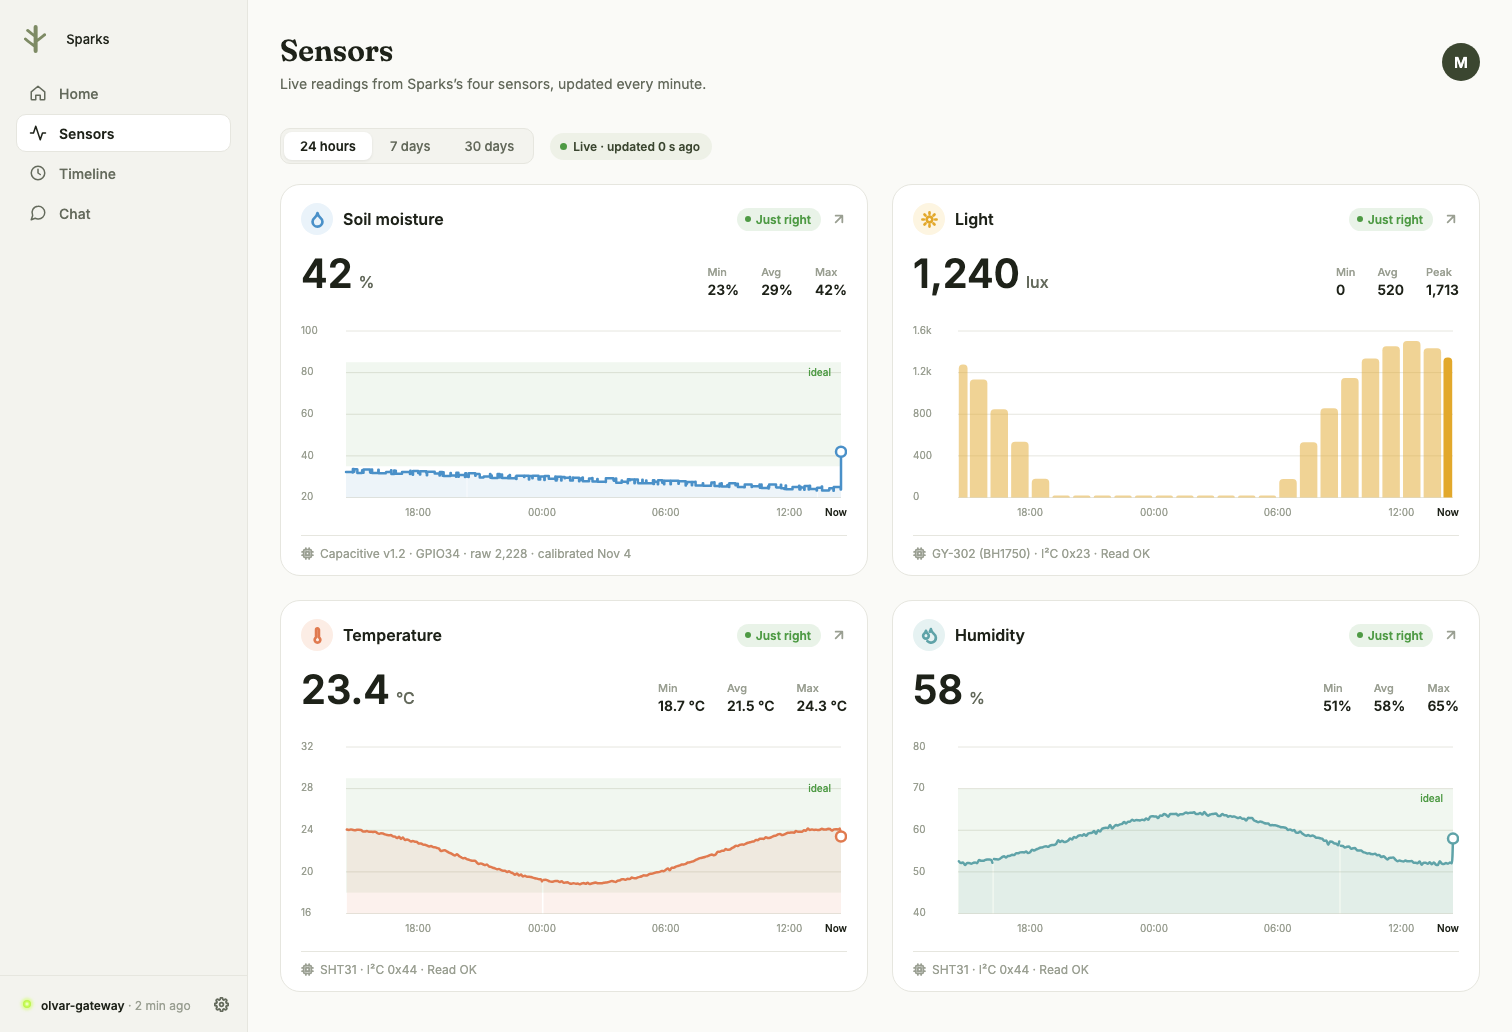 Sparks
Home
Sensors
Timeline
Chat
olvar-gateway · 2 min ago
Sensors
Live readings from Sparks’s four sensors, updated every minute.
M
24 hours 7 days 30 days
Live · updated 0 s ago
Soil moisture
Just right
42 %
Min Avg Max
23% 29% 42%
100
80
60
40
20
ideal
18:00 00:00 06:00 12:00 Now
Capacitive v1.2 · GPIO34 · raw 2,228 · calibrated Nov 4
Light
Just right
1,240 lux
Min Avg Peak
0 520 1,713
1.6k
1.2k
800
400
0
18:00 00:00 06:00 12:00 Now
GY-302 (BH1750) · I²C 0x23 · Read OK
Temperature
Just right
23.4 °C
Min Avg Max
18.7 °C 21.5 °C 24.3 °C
32
28
24
20
16
ideal
18:00 00:00 06:00 12:00 Now
SHT31 · I²C 0x44 · Read OK
Humidity
Just right
58 %
Min Avg Max
51% 58% 65%
80
70
60
50
40
ideal
18:00 00:00 06:00 12:00 Now
SHT31 · I²C 0x44 · Read OK